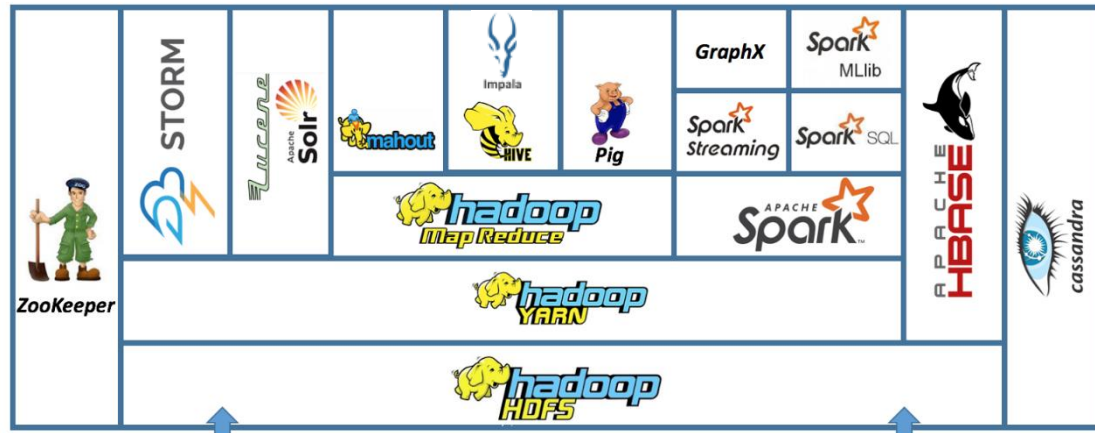 ZooKeeper
STORM
Lucene
Apache
Solr
mahout
Impala
HIVE
Pig
GraphX
Spark
MLlib
Spark
Streaming
Spark SQL
hadoop
Map Reduce
APACHE
Spark™
APACHE
HBASE
cassandra
hadoop
YARN
hadoop
HDFS